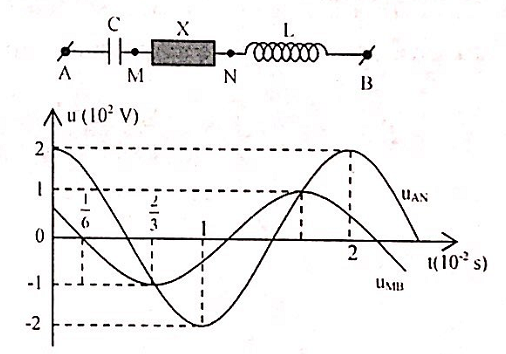 C X L
A M N B
u (10² V)
2
1
1/6 2/3 1
0
2
-1
-2
u_AN
t(10⁻² s)
u_MB